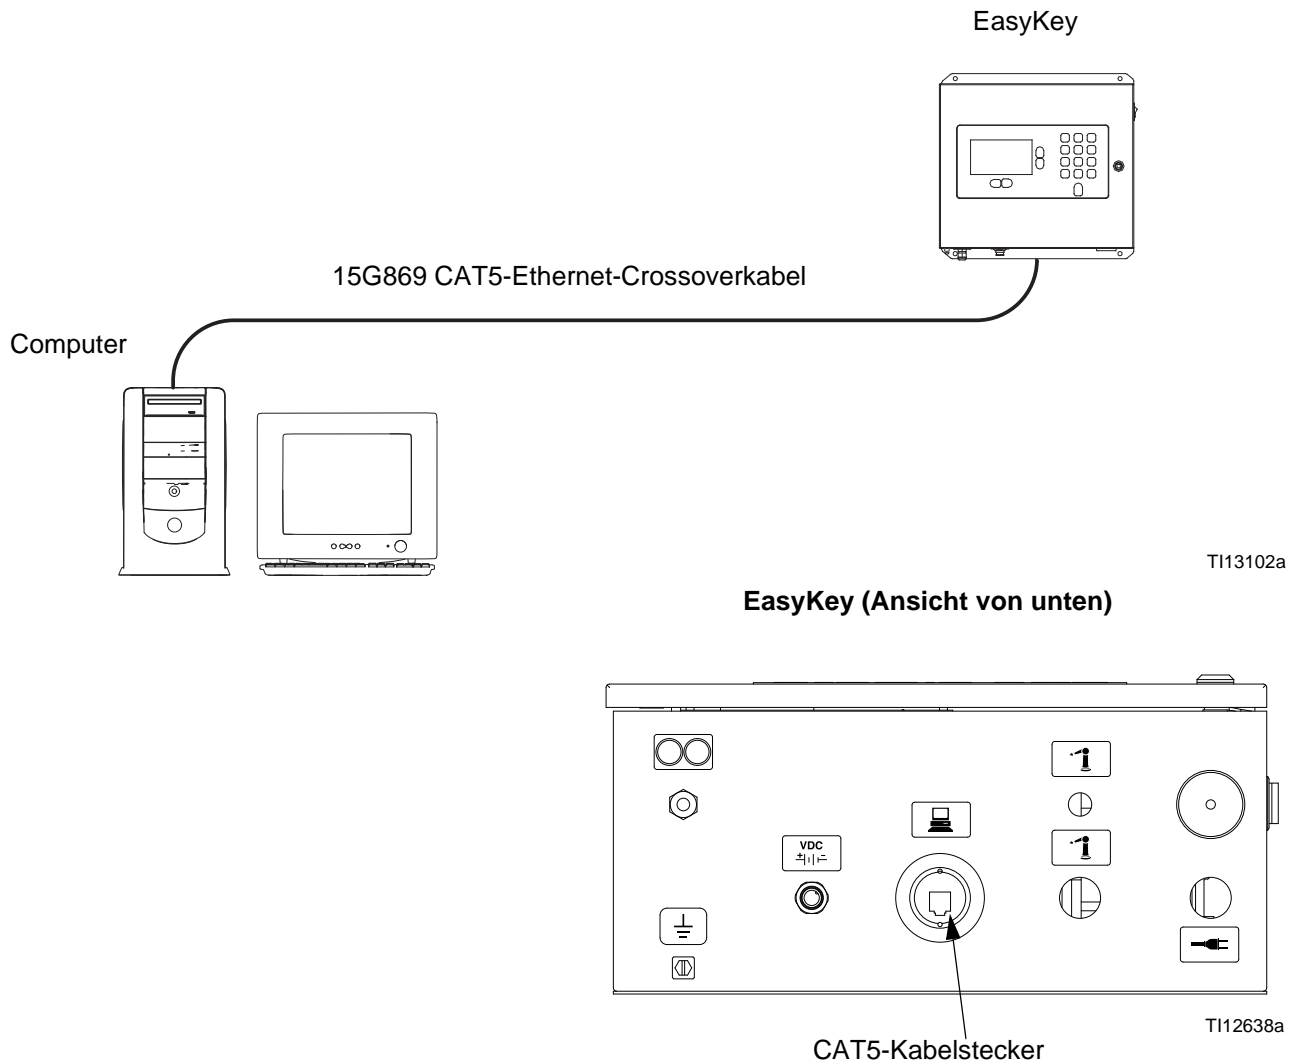 EasyKey
15G869 CAT5-Ethernet-Crossoverkabel
Computer
TI13102a
EasyKey (Ansicht von unten)
VDC
TI12638a
CAT5-Kabelstecker